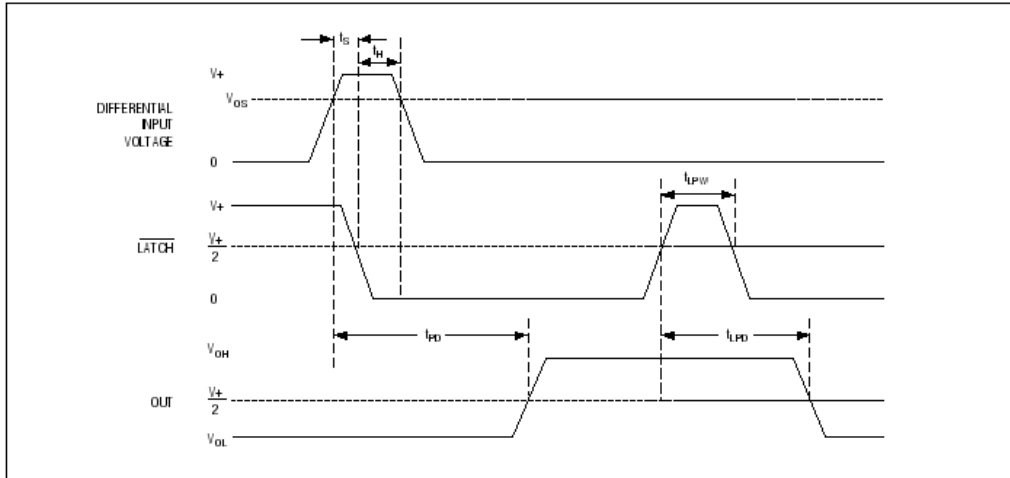 tS
tH
V+
VOS
DIFFERENTIAL
INPUT
VOLTAGE
0
tLPW
V+
LATCH
V+
2
0
tPD
tLPD
VOH
OUT
V+
2
VOL